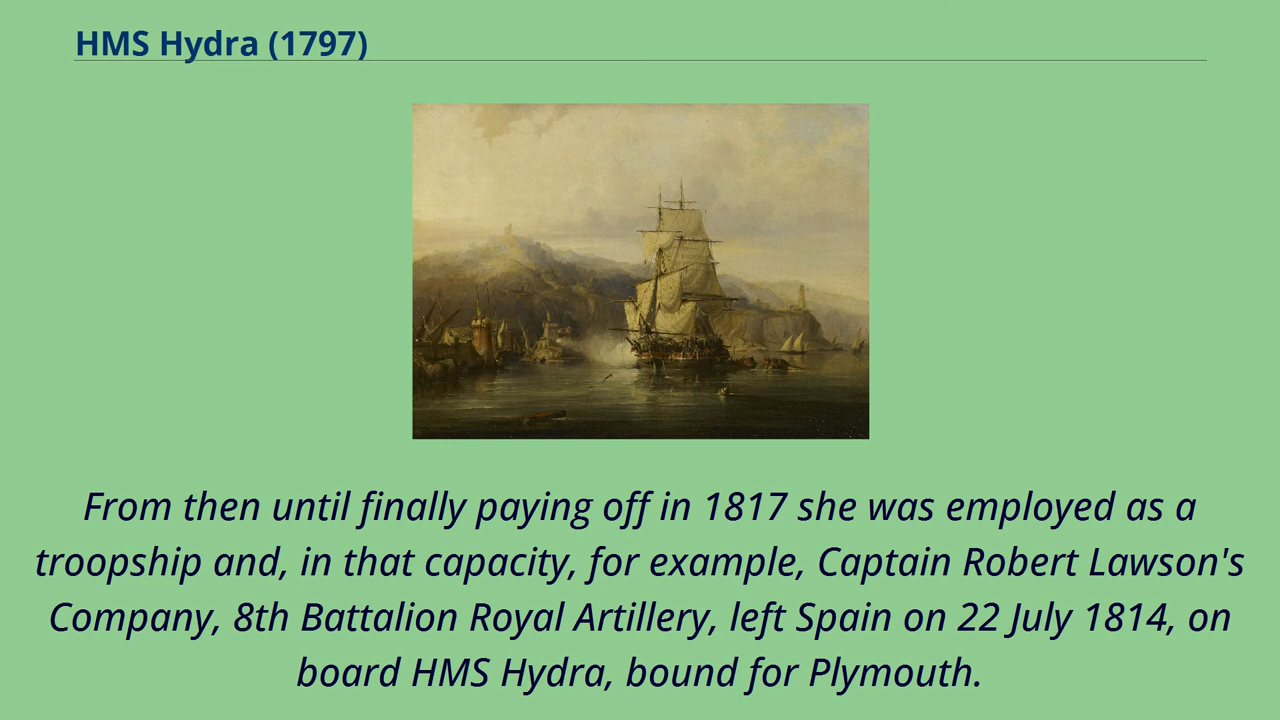 HMS Hydra (1797)
From then until finally paying off in 1817 she was employed as a
troopship and, in that capacity, for example, Captain Robert Lawson's
Company, 8th Battalion Royal Artillery, left Spain on 22 July 1814, on
board HMS Hydra, bound for Plymouth.